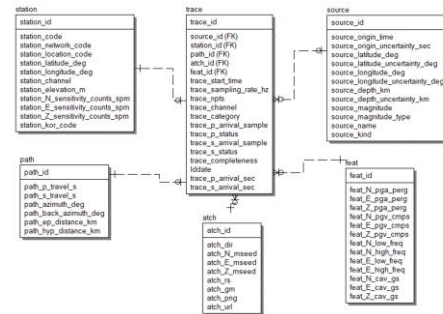 station
station_id
station_code
station_network_code
station_location_code
station_latitude_deg
station_longitude_deg
station_channel
station_elevation_m
station_N_sensitivity_counts_spm
station_E_sensitivity_counts_spm
station_Z_sensitivity_counts_spm
station_kor_code
trace
trace_id
source_id (FK)
station_id (FK)
path_id (FK)
atch_id (FK)
feat_id (FK)
trace_start_time
trace_sampling_rate_hz
trace_npts
trace_channel
trace_category
trace_p_arrival_sample
trace_p_status
trace_s_arrival_sample
trace_s_status
trace_completeness
lddate
trace_p_arrival_sec
trace_s_arrival_sec
source
source_id
source_origin_time
source_origin_uncertainty_sec
source_latitude_deg
source_latitude_uncertainty_deg
source_longitude_deg
source_longitude_uncertainty_deg
source_depth_km
source_depth_uncertainty_km
source_magnitude
source_magnitude_type
source_name
source_kind
path
path_id
path_p_travel_s
path_s_travel_s
path_azimuth_deg
path_back_azimuth_deg
path_ep_distance_km
path_hyp_distance_km
atch
atch_id
atch_dir
atch_N_mseed
atch_E_mseed
atch_Z_mseed
atch_rs
atch_gm
atch_png
atch_url
feat
feat_id
feat_N_pga_perg
feat_E_pga_perg
feat_Z_pga_perg
feat_N_pgv_cmps
feat_E_pgv_cmps
feat_Z_pgv_cmps
feat_N_low_freq
feat_N_high_freq
feat_E_low_freq
feat_E_high_freq
feat_N_cav_gs
feat_E_cav_gs
feat_Z_cav_gs